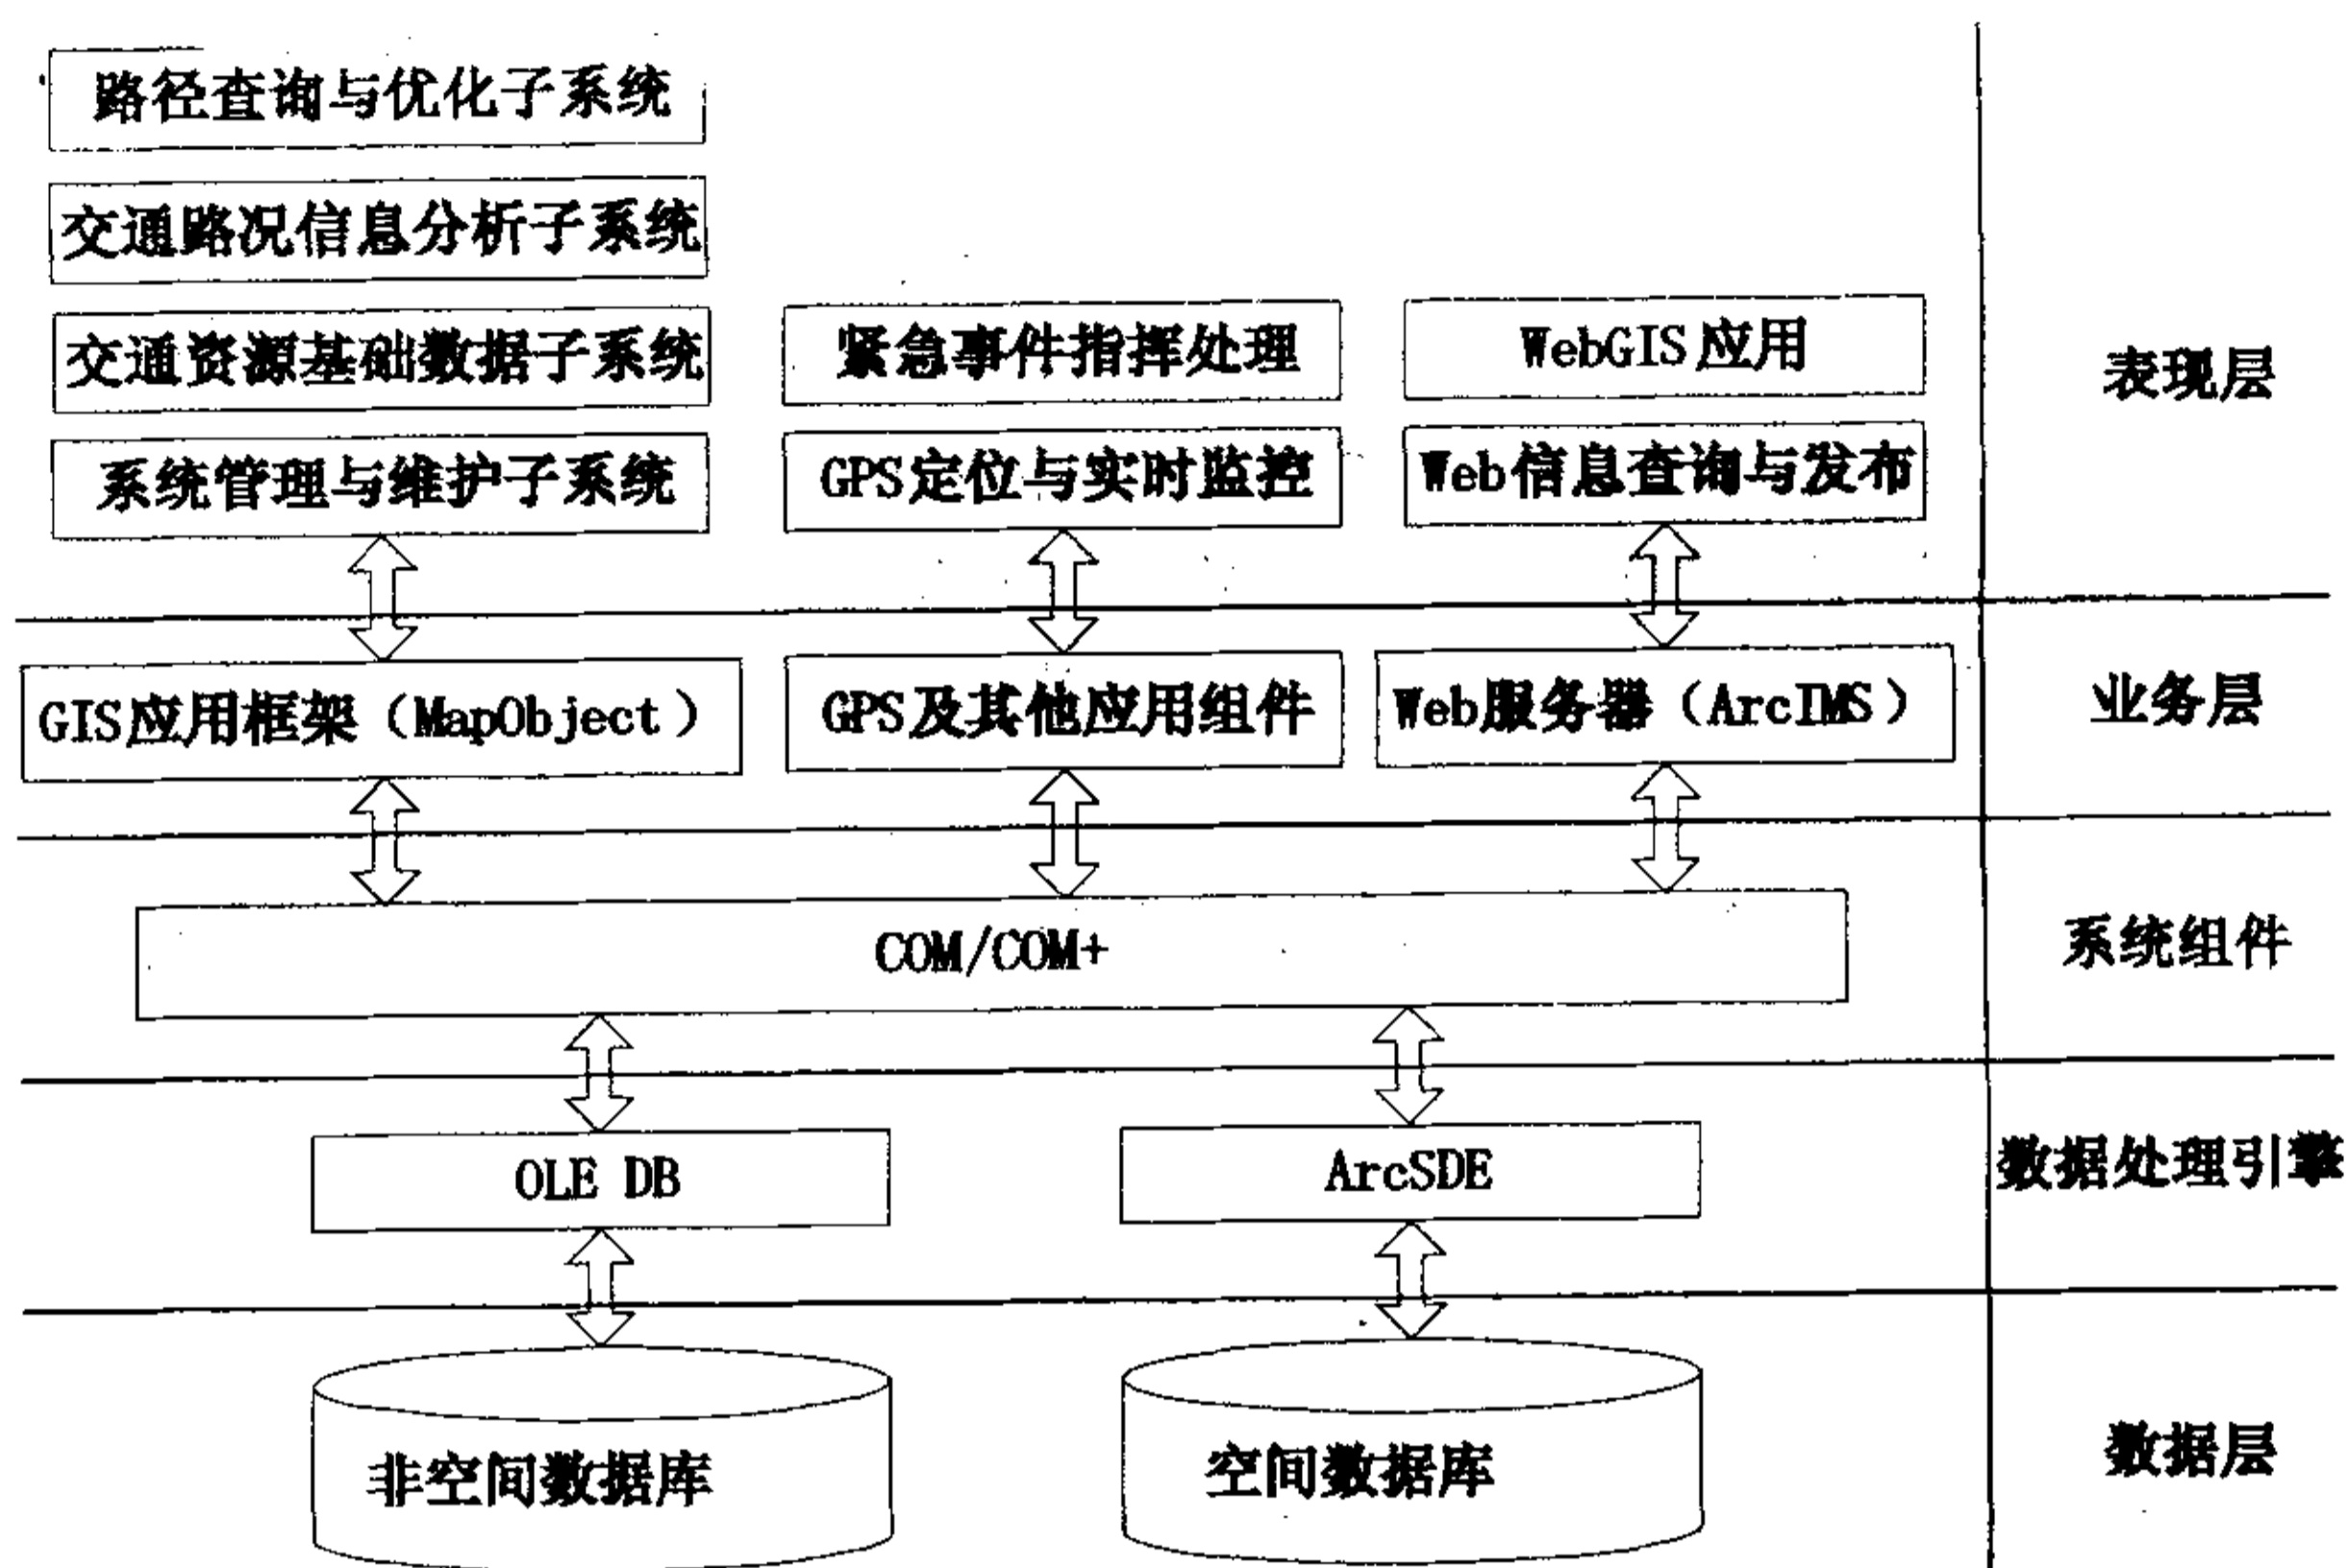 路径查询与优化子系统
交通路况信息分析子系统
交通资源基础数据子系统
紧急事件指挥处理
WebGIS应用
表现层
系统管理与维护子系统
GPS定位与实时监控
Web信息查询与发布
GIS应用框架（MapObject）
GPS及其他应用组件
Web服务器（ArcIMS）
业务层
COM/COM+
系统组件
OLE DB
ArcSDE
数据处理引擎
非空间数据库
空间数据库
数据层